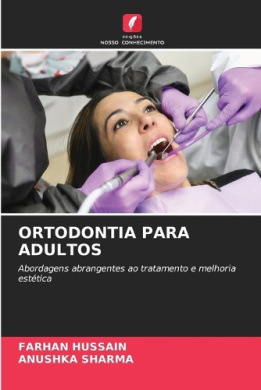 edições
NOSSO CONHECIMENTO
ORTODONTIA PARA
ADULTOS
Abordagens abrangentes ao tratamento e melhoria
estética
FARHAN HUSSAIN
ANUSHKA SHARMA